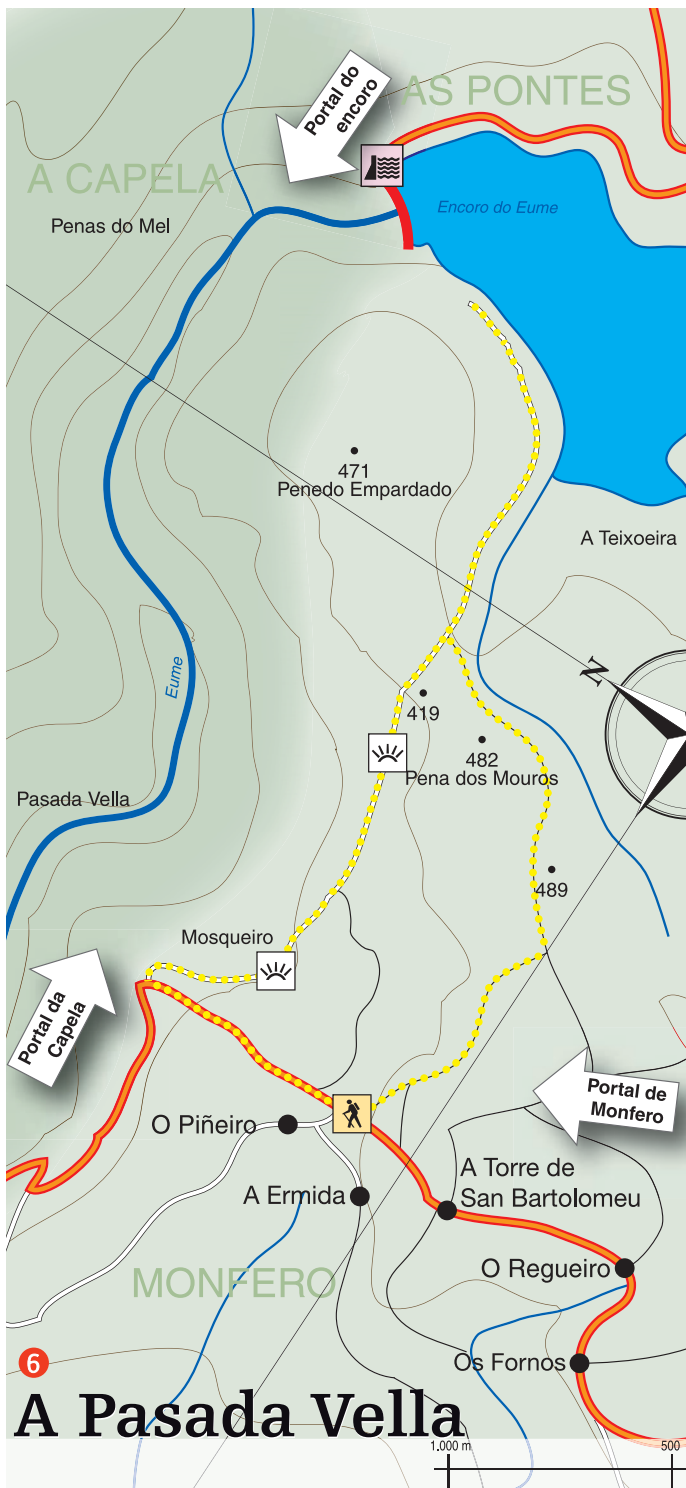 Portal do
encoro
AS PONTES
A CAPELA
Penas do Mel
Encoro do Eume
471
Penedo Empardado
A Teixoeira
Eume
N
419
482
Pena dos Mouros
Pasada Vella
489
Mosqueiro
Portal da
Capela
Portal de
Monfero
O Piñeiro
A Torre de
San Bartolomeu
A Ermida
O Regueiro
MONFERO
Os Fornos
6
A Pasada Vella
1.000 m
500